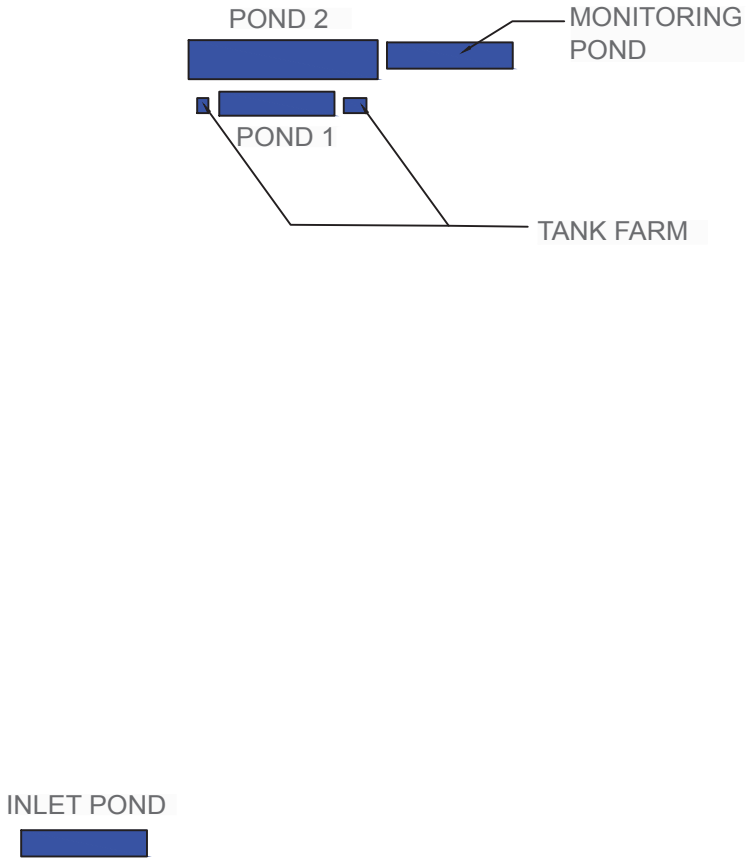 POND 2
MONITORING
POND
POND 1
TANK FARM
INLET POND